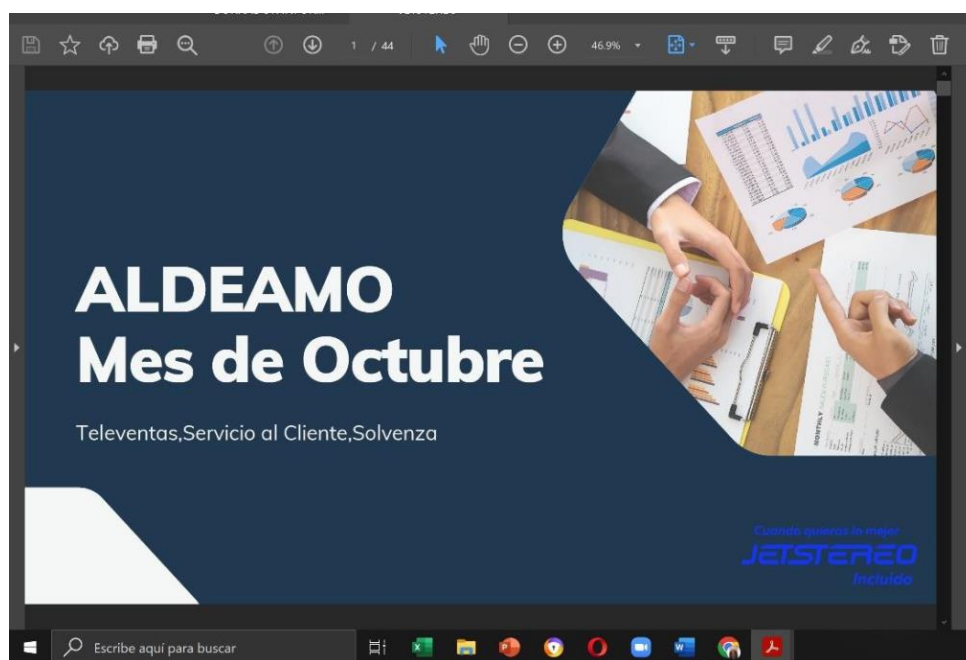 1 / 44
46.9%
ALDEAMO
Mes de Octubre
Televentas,Servicio al Cliente,Solvenza
MONTHLY
Cuando quieras lo mejor
JETSTEREO
Incluido
Escribe aquí para buscar